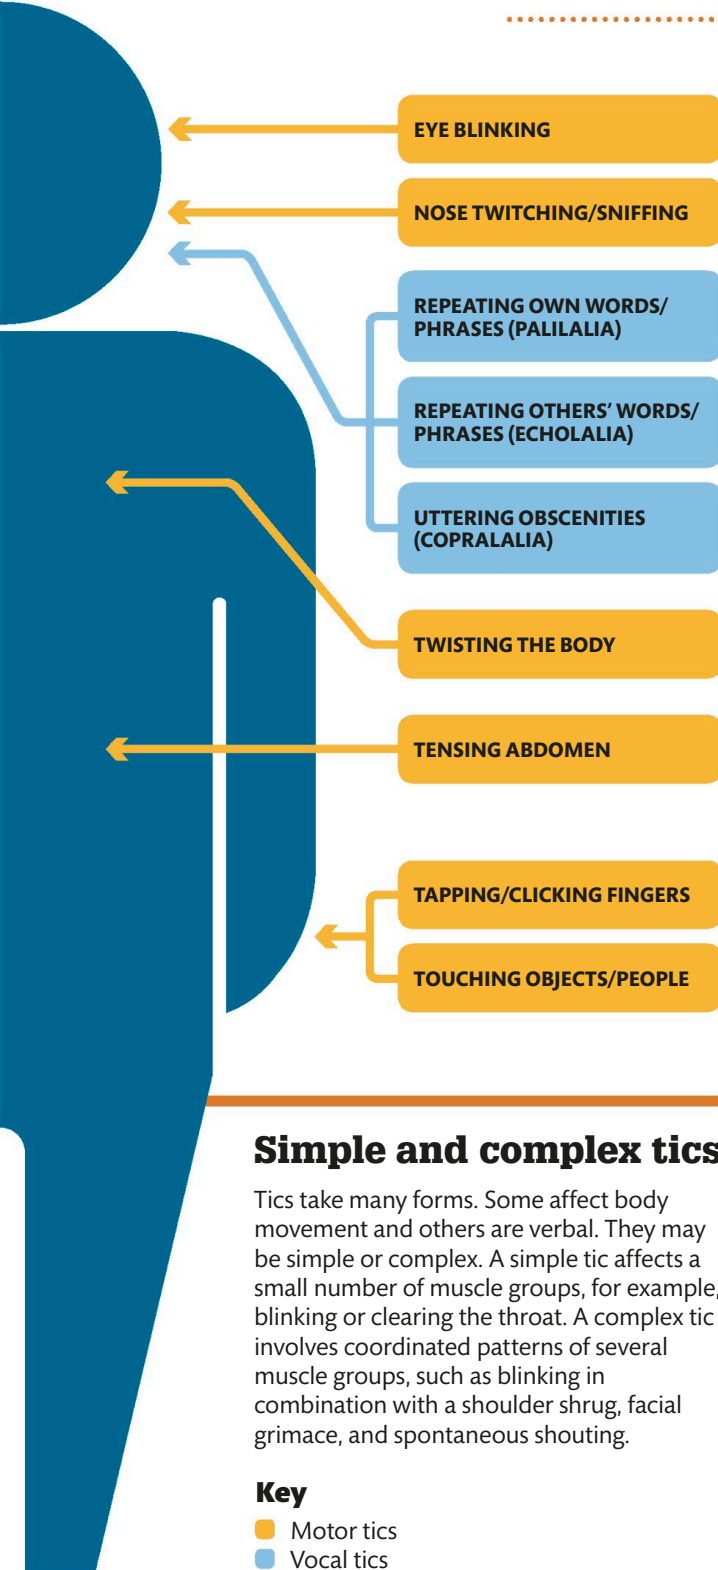 EYE BLINKING
NOSE TWITCHING/SNIFFING
REPEATING OWN WORDS/
PHRASES (PALILALIA)
REPEATING OTHERS’ WORDS/
PHRASES (ECHOLALIA)
UTTERING OBSCENITIES
(COPRALALIA)
TWISTING THE BODY
TENSING ABDOMEN
TAPPING/CLICKING FINGERS
TOUCHING OBJECTS/PEOPLE
Simple and complex tics
Tics take many forms. Some affect body
movement and others are verbal. They may
be simple or complex. A simple tic affects a
small number of muscle groups, for example,
blinking or clearing the throat. A complex tic
involves coordinated patterns of several
muscle groups, such as blinking in
combination with a shoulder shrug, facial
grimace, and spontaneous shouting.
Key
Motor tics
Vocal tics